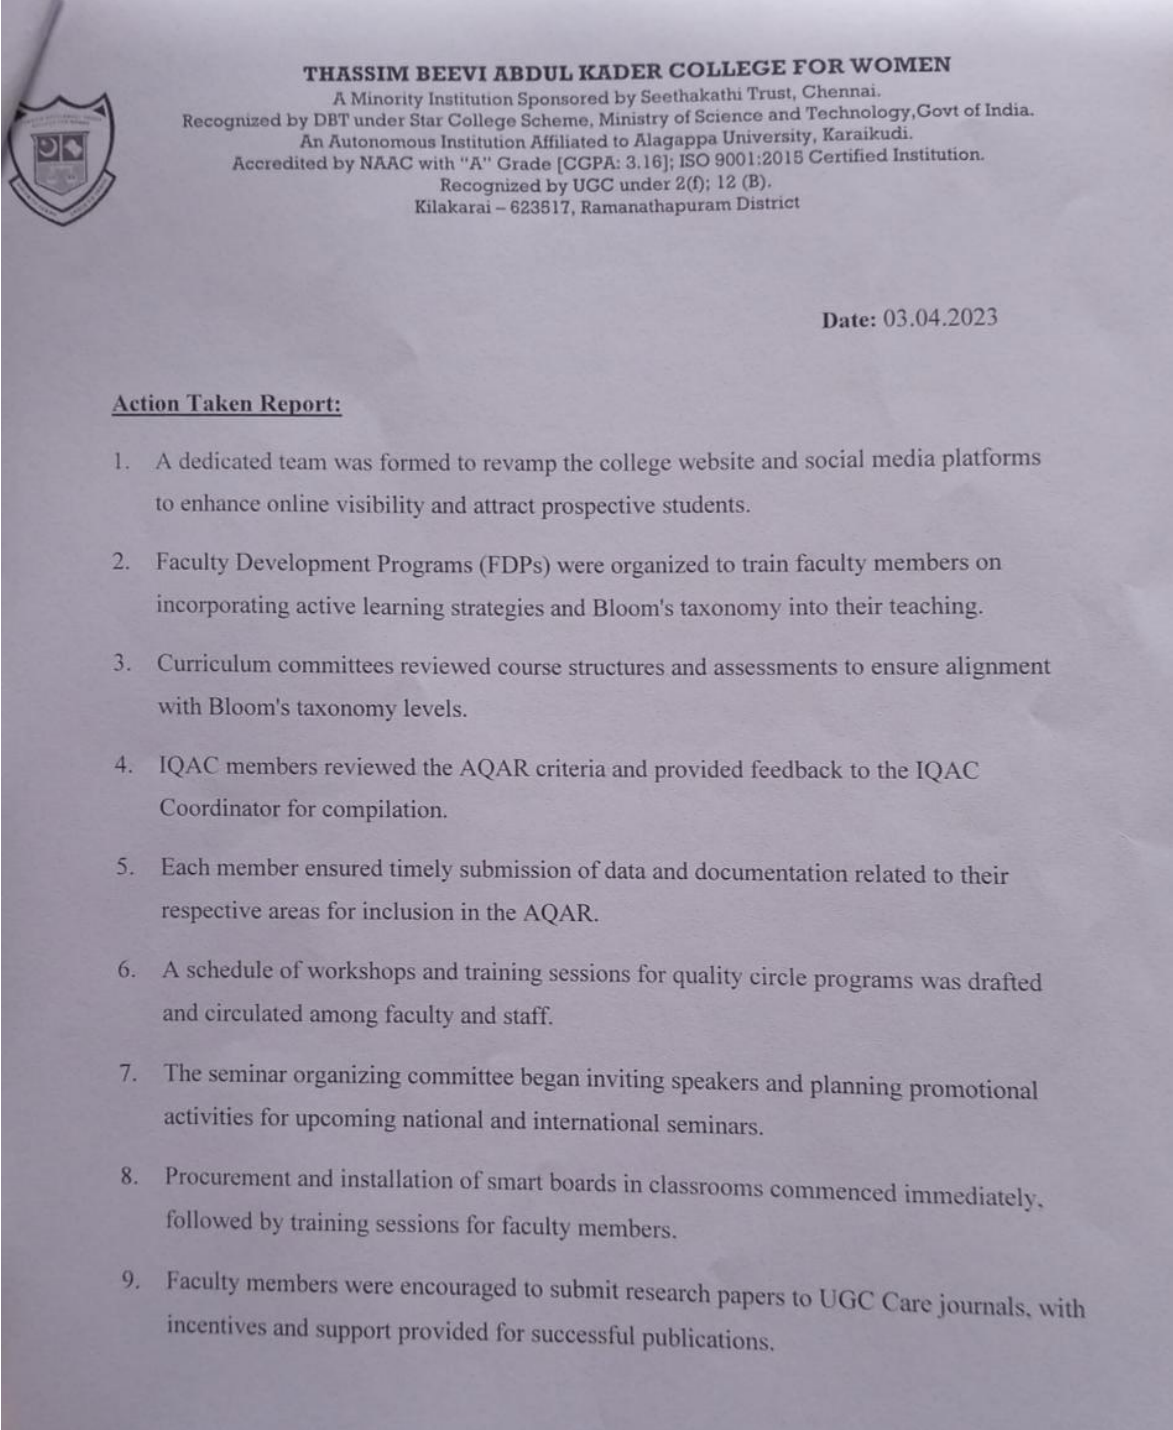 THASSIM BEEVI ABDUL KADER COLLEGE FOR WOMEN
A Minority Institution Sponsored by Seethakathi Trust, Chennai.
Recognized by DBT under Star College Scheme, Ministry of Science and Technology,Govt of India.
An Autonomous Institution Affiliated to Alagappa University, Karaikudi.
Accredited by NAAC with "A" Grade [CGPA: 3.16]; ISO 9001:2015 Certified Institution.
Recognized by UGC under 2(f); 12 (B).
Kilakarai – 623517, Ramanathapuram District
Date: 03.04.2023
Action Taken Report:
1. A dedicated team was formed to revamp the college website and social media platforms
to enhance online visibility and attract prospective students.
2. Faculty Development Programs (FDPs) were organized to train faculty members on
incorporating active learning strategies and Bloom's taxonomy into their teaching.
3. Curriculum committees reviewed course structures and assessments to ensure alignment
with Bloom's taxonomy levels.
4. IQAC members reviewed the AQAR criteria and provided feedback to the IQAC
Coordinator for compilation.
5. Each member ensured timely submission of data and documentation related to their
respective areas for inclusion in the AQAR.
6. A schedule of workshops and training sessions for quality circle programs was drafted
and circulated among faculty and staff.
7. The seminar organizing committee began inviting speakers and planning promotional
activities for upcoming national and international seminars.
8. Procurement and installation of smart boards in classrooms commenced immediately,
followed by training sessions for faculty members.
9. Faculty members were encouraged to submit research papers to UGC Care journals, with
incentives and support provided for successful publications.